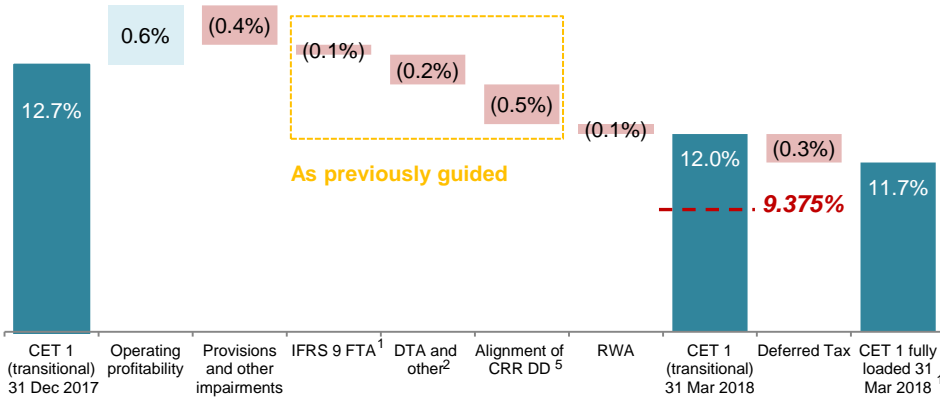 0.6%
(0.4%)
(0.1%)
(0.2%)
(0.5%)
(0.1%)
12.7%
12.0%
(0.3%)
11.7%
As previously guided
9.375%
CET 1
(transitional)
31 Dec 2017
Operating
profitability
Provisions
and other
impairments
IFRS 9 FTA1
DTA and
other2
Alignment of
CRR DD 5
RWA
CET 1
(transitional)
31 Mar 2018
Deferred Tax
CET 1 fully
loaded 31
Mar 2018 1